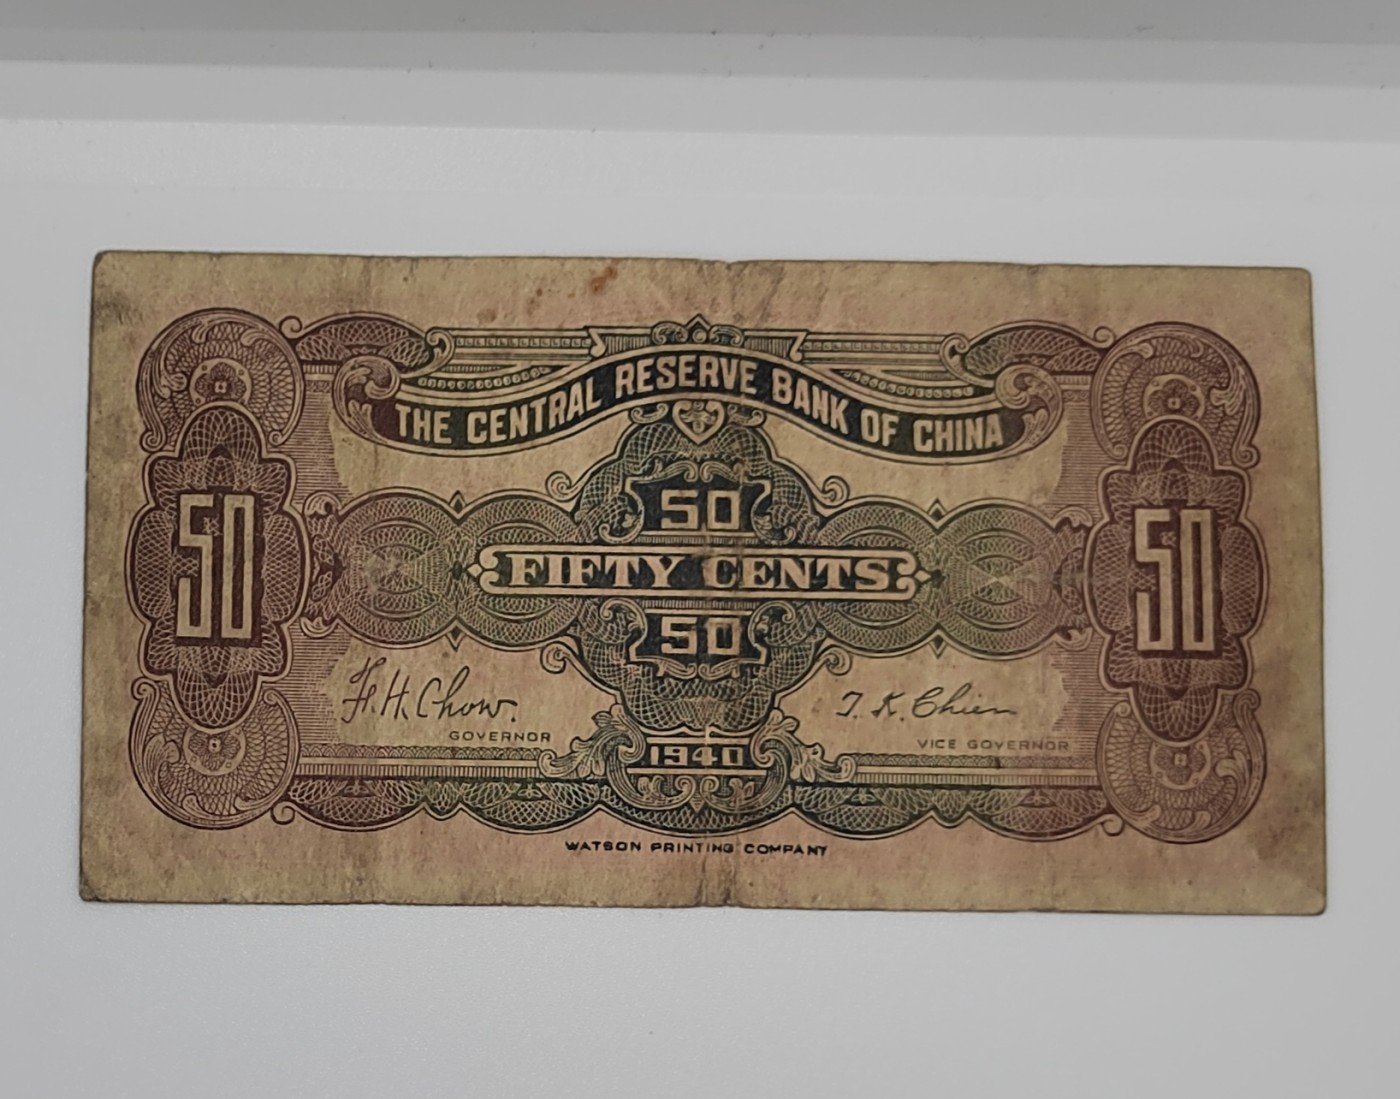 THE CENTRAL RESERVE BANK OF CHINA
50
50 FIFTY CENTS 50
50
F. H. Chow.
GOVERNOR
T. K. Chien
VICE GOVERNOR
1940
WATSON PRINTING COMPANY